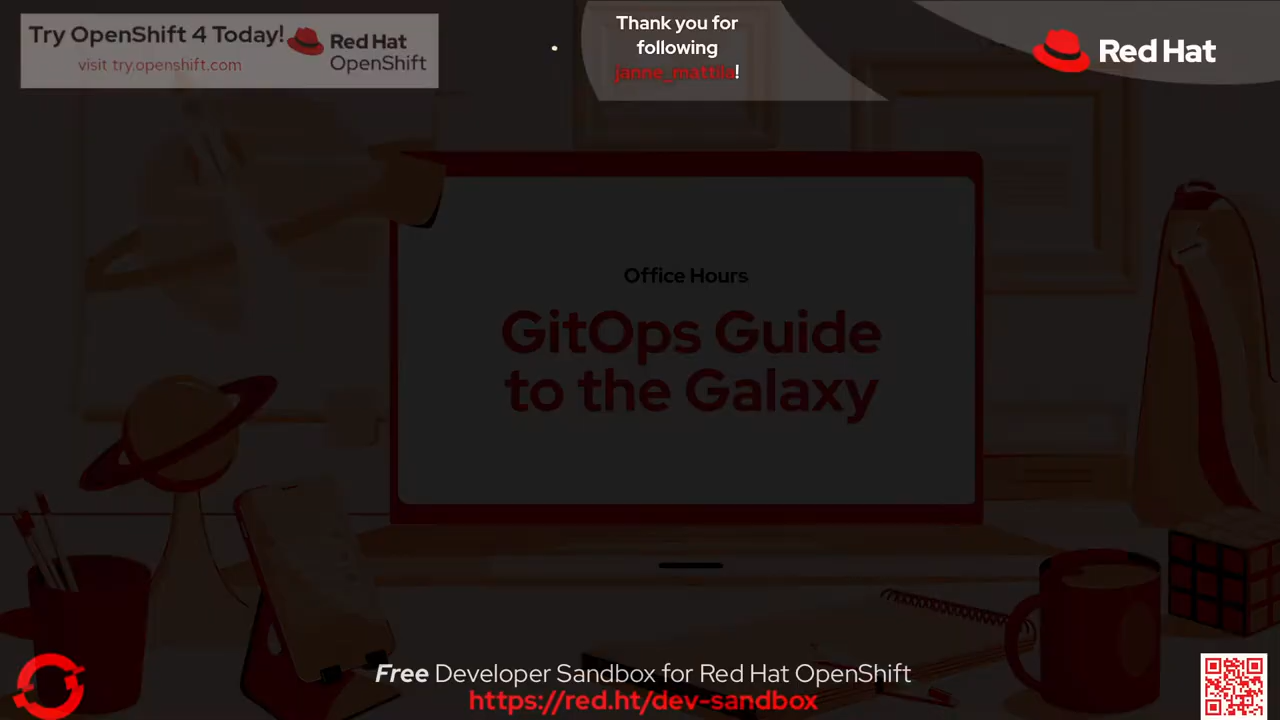 Try OpenShift 4 Today!
visit try.openshift.com
Red Hat
OpenShift
Thank you for
following
janne_mattila!
Red Hat
Office Hours
GitOps Guide
to the Galaxy
Free Developer Sandbox for Red Hat OpenShift
https://red.ht/dev-sandbox